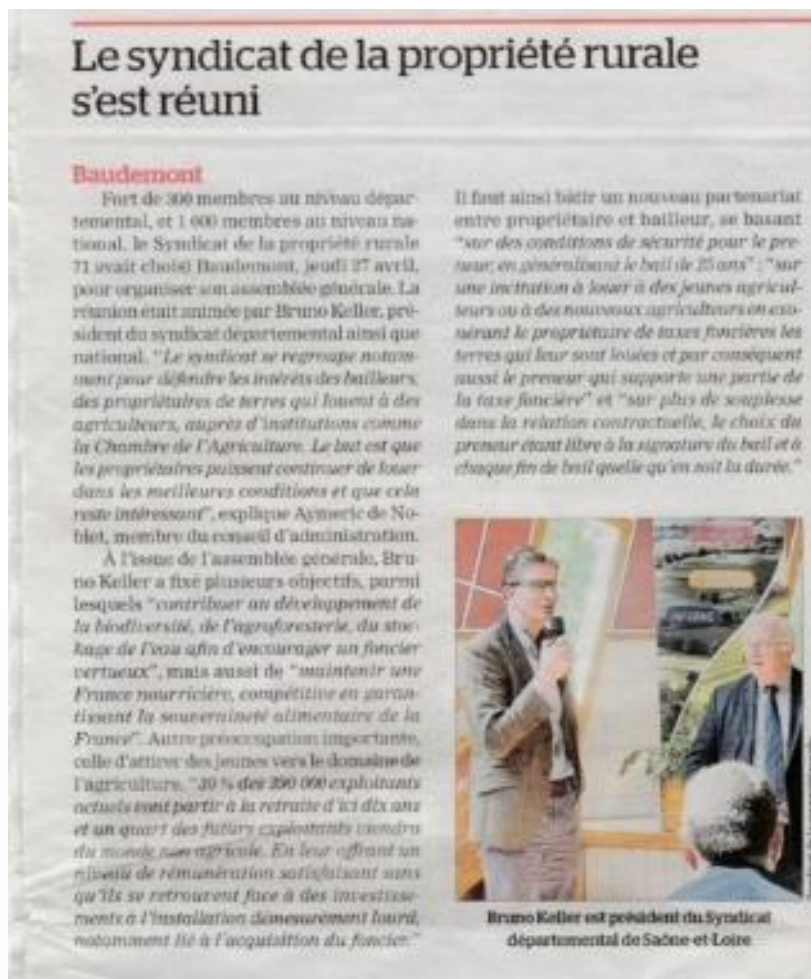 Le syndicat de la propriété rurale
s'est réuni
Baudemont
Fort de 300 membres au niveau dépar-
temental, et 1 600 membres au niveau na-
tional, le Syndicat de la propriété rurale
71 avait choisi Baudemont, jeudi 27 avril,
pour organiser son assemblée générale. La
réunion était animée par Bruno Keller, pré-
sident du syndicat départemental ainsi que
national. "Le syndicat se regroupe notam-
ment pour défendre les intérêts des bailleurs,
des propriétaires de terres qui louent à des
agriculteurs, auprès d'institutions comme
la Chambre de l'Agriculture. Le but est que
les propriétaires puissent continuer de louer
dans les meilleures conditions et que cela
reste intéressant", explique Aymeric de No-
blet, membre du conseil d'administration.
À l'issue de l'assemblée générale, Bru-
no Keller a fixé plusieurs objectifs, parmi
lesquels "contribuer au développement de
la biodiversité, de l'agroforesterie, du stoc-
kage de l'eau afin d'encourager un foncier
vertueux", mais aussi de "maintenir une
France nourricière, compétitive en garan-
tissant la souveraineté alimentaire de la
France". Autre préoccupation importante,
celle d'attirer des jeunes vers le domaine de
l'agriculture, "30 % des 390 000 exploitants
actuels vont partir à la retraite d'ici dix ans
et un quart des futurs exploitants viendra
du monde non agricole. En leur offrant un
niveau de rémunération satisfaisant sans
qu'ils se retrouvent face à des investisse-
ments à l'installation démesurément lourd,
notamment lié à l'acquisition du foncier."
Il faut ainsi bâtir un nouveau partenariat
entre propriétaire et bailleur, se basant
"sur des conditions de sécurité pour le pre-
neur, en généralisant le bail de 25 ans" ; "sur
une incitation à louer à des jeunes agricul-
teurs ou à des nouveaux agriculteurs en exo-
nérant le propriétaire de taxes foncières les
terres qui leur sont louées et par conséquent
aussi le preneur qui supporte une partie de
la taxe foncière" et "sur plus de souplesse
dans la relation contractuelle, le choix du
preneur étant libre à la signature du bail et à
chaque fin de bail quelle qu'en soit la durée."
Bruno Keller est président du Syndicat
départemental de Saône-et-Loire